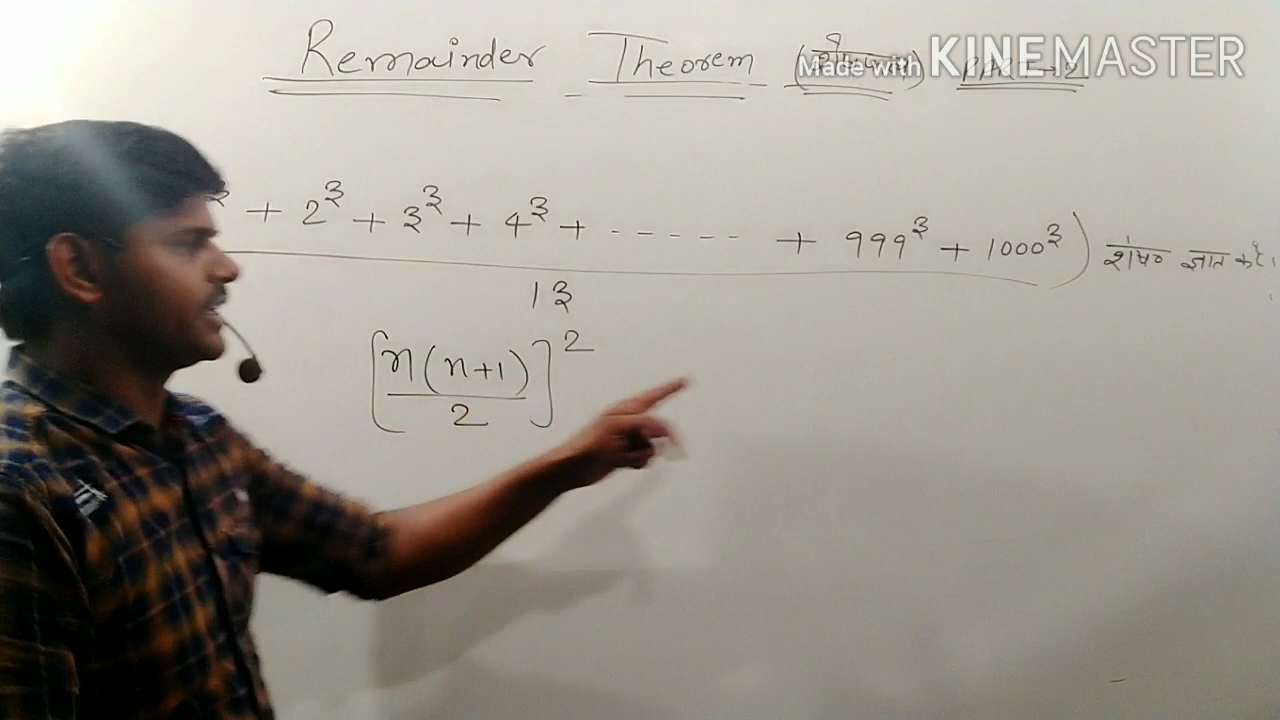 Remainder Theorem
Made with KINEMASTER
+ 2³ + 3³ + 4³ + ------ + 999³ + 1000³ ) शेषफल ज्ञात करें।
13
[n(n+1)/2]²